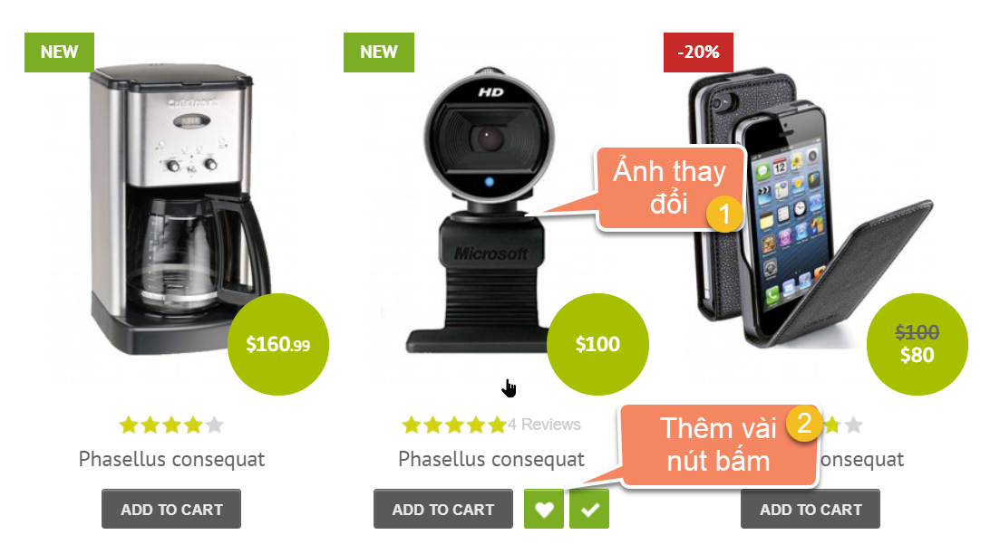 NEW
NEW
-20%
Cuisinart
HD
Microsoft
Ảnh thay
đổi
1
$160.99
$100
$100
$80
4 Reviews
Thêm vài
nút bấm
2
Phasellus consequat
Phasellus consequat
onsequat
ADD TO CART
ADD TO CART
ADD TO CART